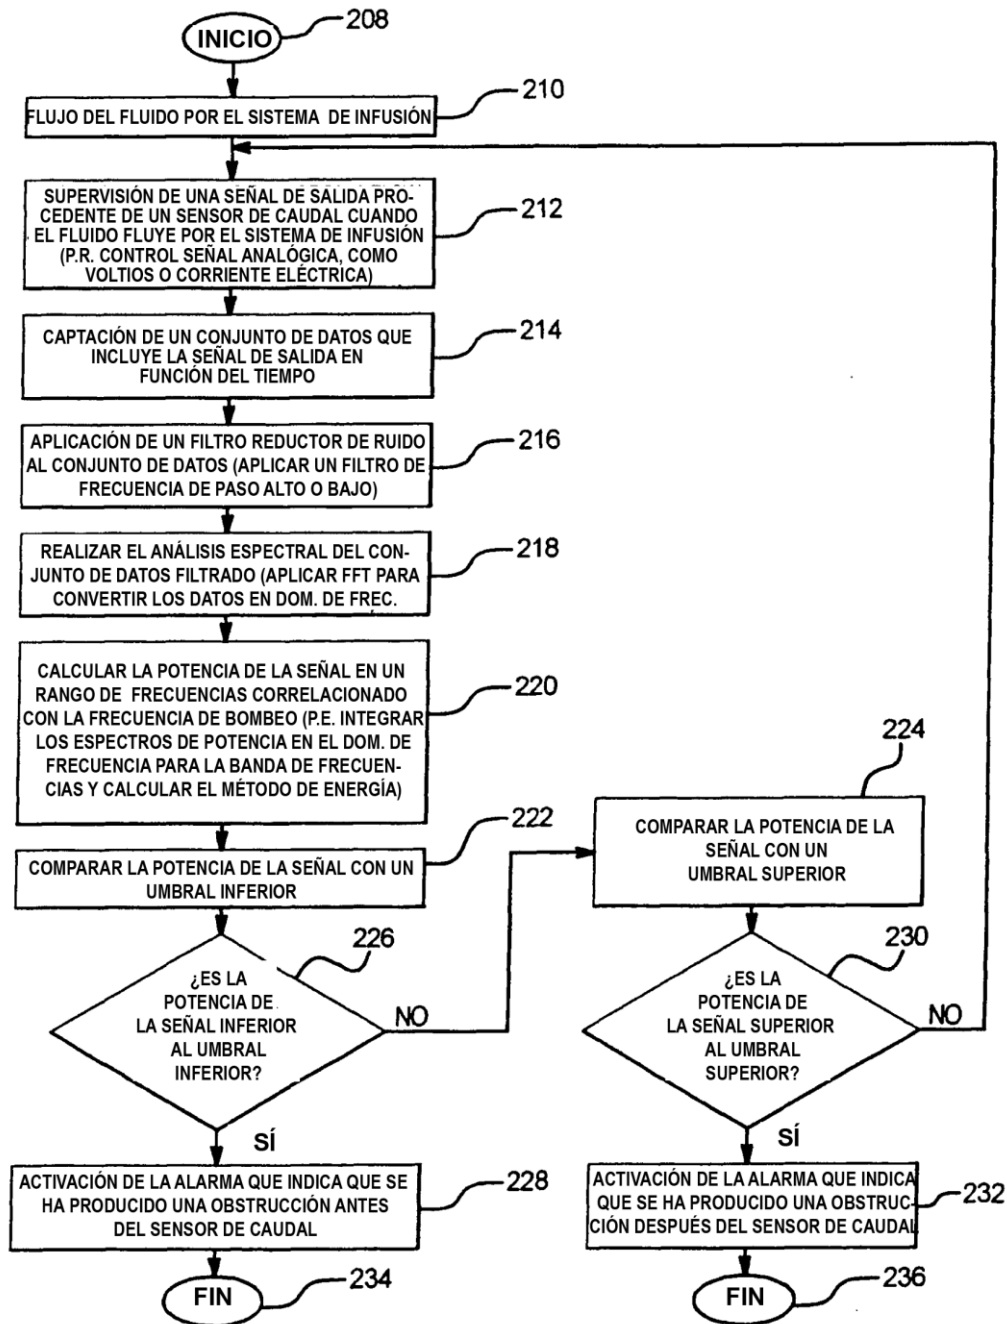 INICIO
208
FLUJO DEL FLUIDO POR EL SISTEMA DE INFUSIÓN
210
SUPERVISIÓN DE UNA SEÑAL DE SALIDA PRO-
CEDENTE DE UN SENSOR DE CAUDAL CUANDO
EL FLUIDO FLUYE POR EL SISTEMA DE INFUSIÓN
(P.R. CONTROL SEÑAL ANALÓGICA, COMO
VOLTIOS O CORRIENTE ELÉCTRICA)
212
CAPTACIÓN DE UN CONJUNTO DE DATOS QUE
INCLUYE LA SEÑAL DE SALIDA EN
FUNCIÓN DEL TIEMPO
214
APLICACIÓN DE UN FILTRO REDUCTOR DE RUIDO
AL CONJUNTO DE DATOS (APLICAR UN FILTRO DE
FRECUENCIA DE PASO ALTO O BAJO)
216
REALIZAR EL ANÁLISIS ESPECTRAL DEL CON-
JUNTO DE DATOS FILTRADO (APLICAR FFT PARA
CONVERTIR LOS DATOS EN DOM. DE FREC.
218
CALCULAR LA POTENCIA DE LA SEÑAL EN UN
RANGO DE FRECUENCIAS CORRELACIONADO
CON LA FRECUENCIA DE BOMBEO (P.E. INTEGRAR
LOS ESPECTROS DE POTENCIA EN EL DOM. DE
FRECUENCIA PARA LA BANDA DE FRECUEN-
CIAS Y CALCULAR EL MÉTODO DE ENERGÍA)
220
COMPARAR LA POTENCIA DE LA SEÑAL CON UN
UMBRAL INFERIOR
222
COMPARAR LA POTENCIA DE LA
SEÑAL CON UN
UMBRAL SUPERIOR
224
¿ES LA
POTENCIA DE
LA SEÑAL INFERIOR
AL UMBRAL
INFERIOR?
226
NO
SÍ
¿ES LA
POTENCIA DE
LA SEÑAL SUPERIOR
AL UMBRAL
SUPERIOR?
230
NO
SÍ
ACTIVACIÓN DE LA ALARMA QUE INDICA QUE SE
HA PRODUCIDO UNA OBSTRUCCIÓN ANTES
DEL SENSOR DE CAUDAL
228
ACTIVACIÓN DE LA ALARMA QUE INDICA
QUE SE HA PRODUCIDO UNA OBSTRUC-
CIÓN DESPUÉS DEL SENSOR DE CAUDAL
232
FIN
234
FIN
236